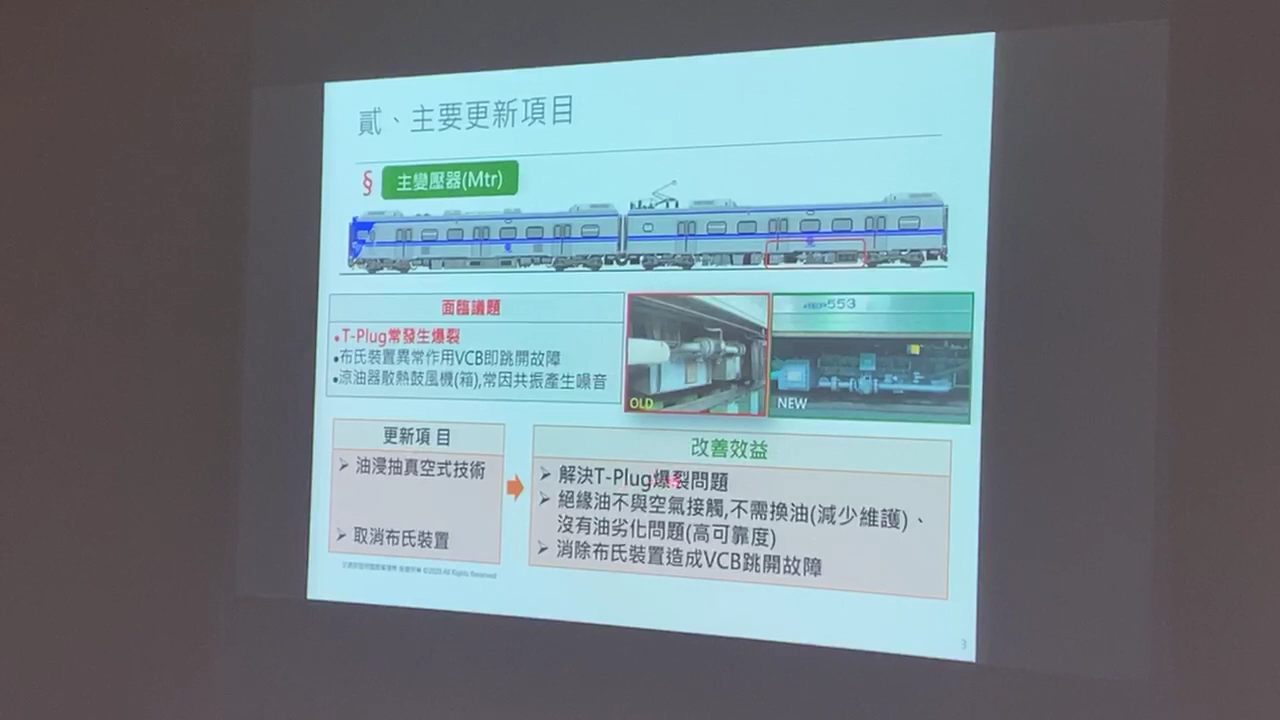 貳、主要更新項目
§ 主變壓器(Mtr)
面臨議題
•T-Plug常發生爆裂
•布氏裝置異常作用VCB即跳開故障
•涼油器散熱鼓風機(箱),常因共振產生噪音
OLD
553
NEW
更新項 目
➢ 油浸抽真空式技術
➢ 取消布氏裝置
改善效益
➢ 解決T-Plug爆裂問題
➢ 絕緣油不與空氣接觸,不需換油(減少維護)、
沒有油劣化問題(高可靠度)
➢ 消除布氏裝置造成VCB跳開故障
All Rights Reserved
3